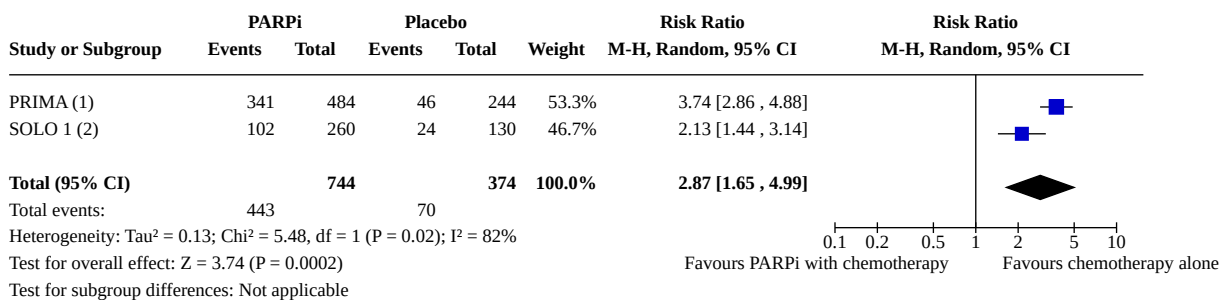 PARPi Placebo Risk Ratio Risk Ratio
Study or Subgroup Events Total Events Total Weight M-H, Random, 95% CI M-H, Random, 95% CI
PRIMA (1) 341 484 46 244 53.3% 3.74 [2.86 , 4.88]
SOLO 1 (2) 102 260 24 130 46.7% 2.13 [1.44 , 3.14]
Total (95% CI) 744 374 100.0% 2.87 [1.65 , 4.99]
Total events: 443 70
Heterogeneity: Tau² = 0.13; Chi² = 5.48, df = 1 (P = 0.02); I² = 82%
0.1 0.2 0.5 1 2 5 10
Test for overall effect: Z = 3.74 (P = 0.0002)
Favours PARPi with chemotherapy Favours chemotherapy alone
Test for subgroup differences: Not applicable